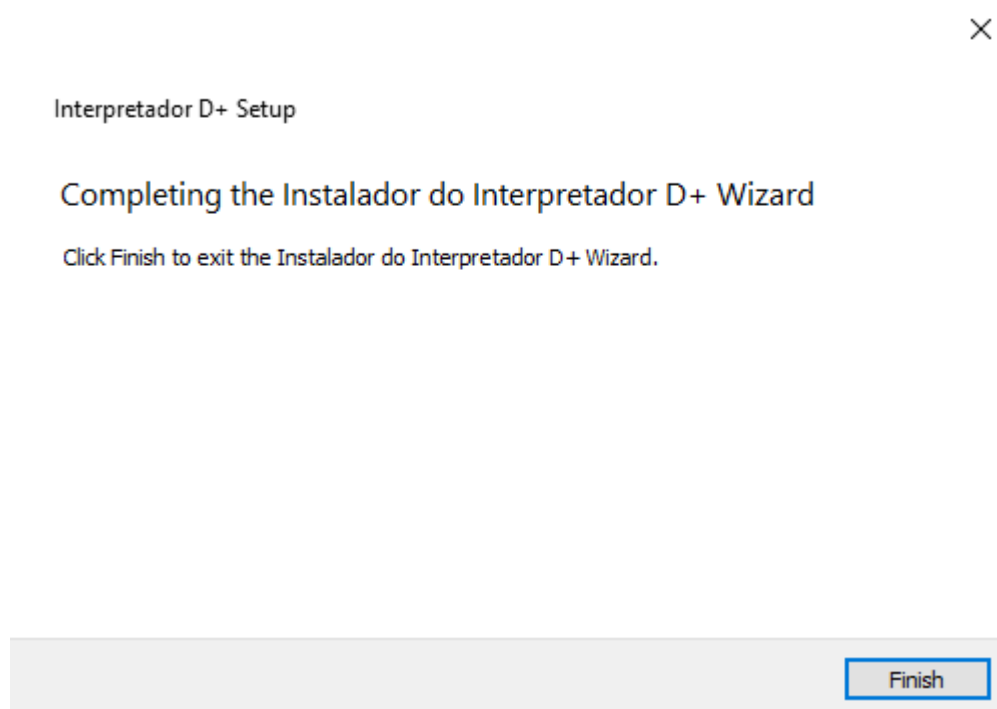 Interpretador D+ Setup
Completing the Instalador do Interpretador D+ Wizard
Click Finish to exit the Instalador do Interpretador D+ Wizard.
Finish